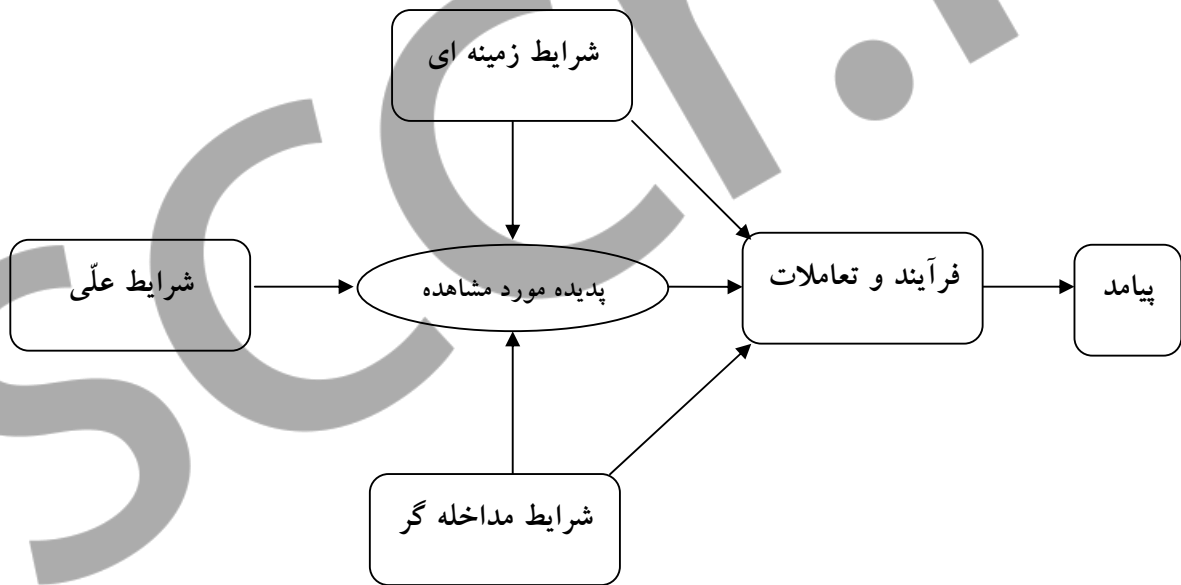 شرایط زمینه ای
شرایط علّی
پدیده مورد مشاهده
فرآیند و تعاملات
پیامد
شرایط مداخله گر